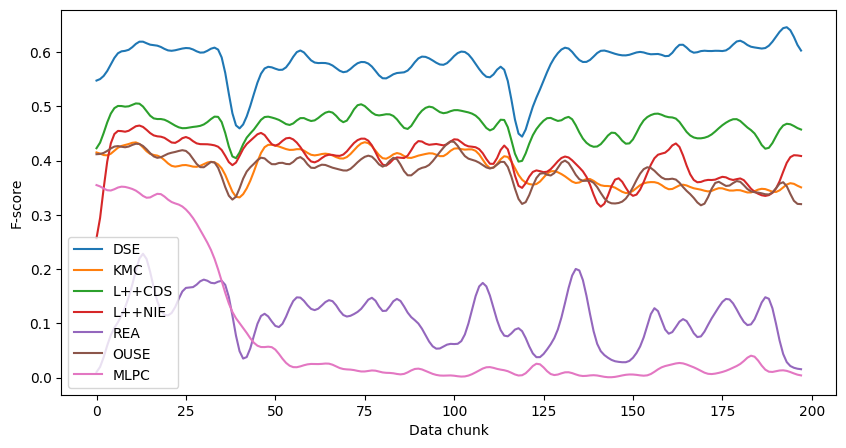 F-score
0.6
0.5
0.4
0.3
0.2
0.1
0.0
DSE
KMC
L++CDS
L++NIE
REA
OUSE
MLPC
0 25 50 75 100 125 150 175 200
Data chunk